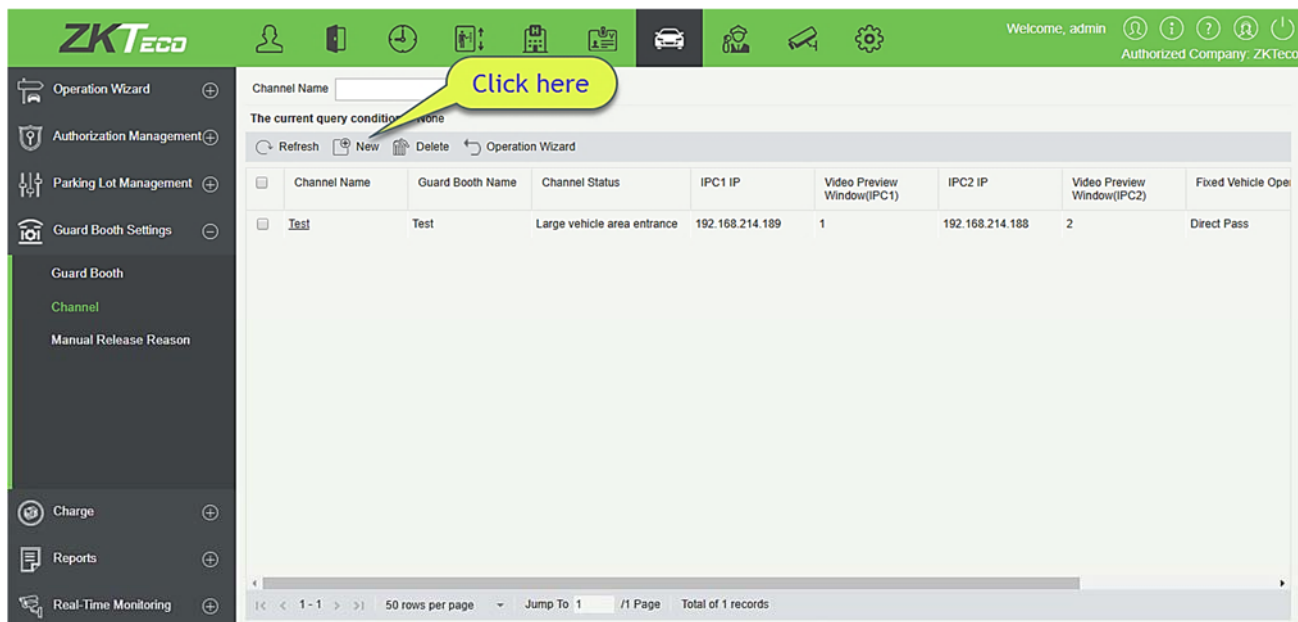 ZKTeco
Welcome, admin
Authorized Company: ZKTeco
Operation Wizard
Authorization Management
Parking Lot Management
Guard Booth Settings
Guard Booth
Channel
Manual Release Reason
Charge
Reports
Real-Time Monitoring
Channel Name
Click here
The current query condition None
Refresh New Delete Operation Wizard
Channel Name Guard Booth Name Channel Status IPC1 IP Video Preview Window(IPC1) IPC2 IP Video Preview Window(IPC2) Fixed Vehicle Ope
Test Test Large vehicle area entrance 192.168.214.189 1 192.168.214.188 2 Direct Pass
1-1 50 rows per page Jump To 1 /1 Page Total of 1 records